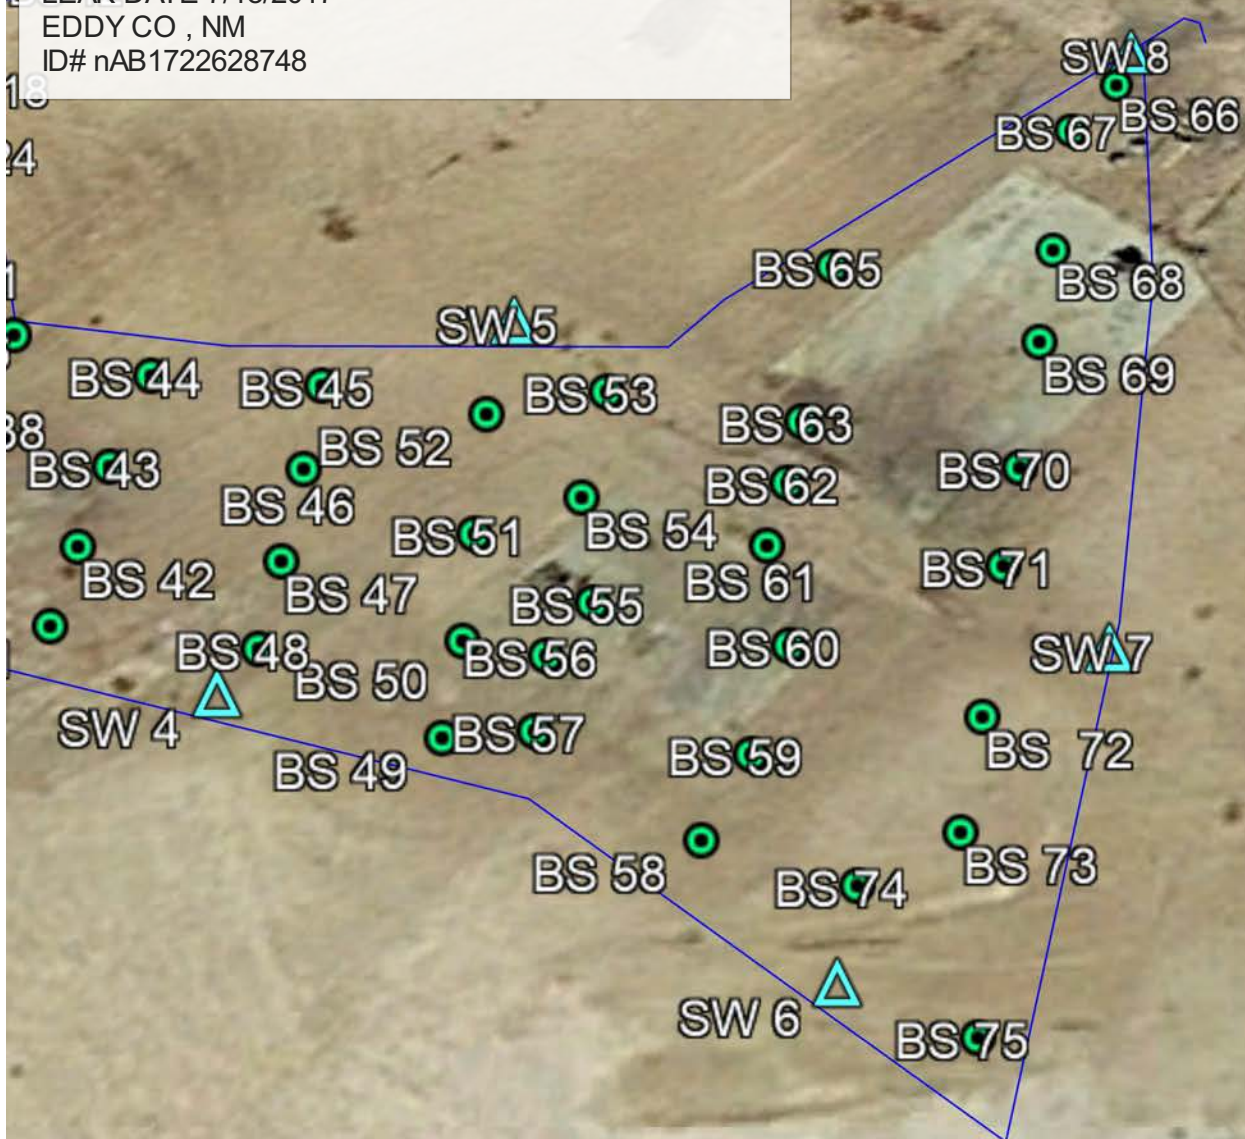 EDDY CO , NM
ID# nAB1722628748
SW 8
18
BS 66
BS 67
24
BS 65
BS 68
1
SW 5
BS 44
BS 45
BS 53
BS 69
BS 63
38
BS 52
BS 43
BS 62
BS 70
BS 46
BS 51
BS 54
BS 71
BS 42
BS 47
BS 61
BS 55
BS 48
BS 56
BS 60
SW 7
BS 50
SW 4
BS 57
BS 72
BS 49
BS 59
BS 58
BS 73
BS 74
SW 6
BS 75